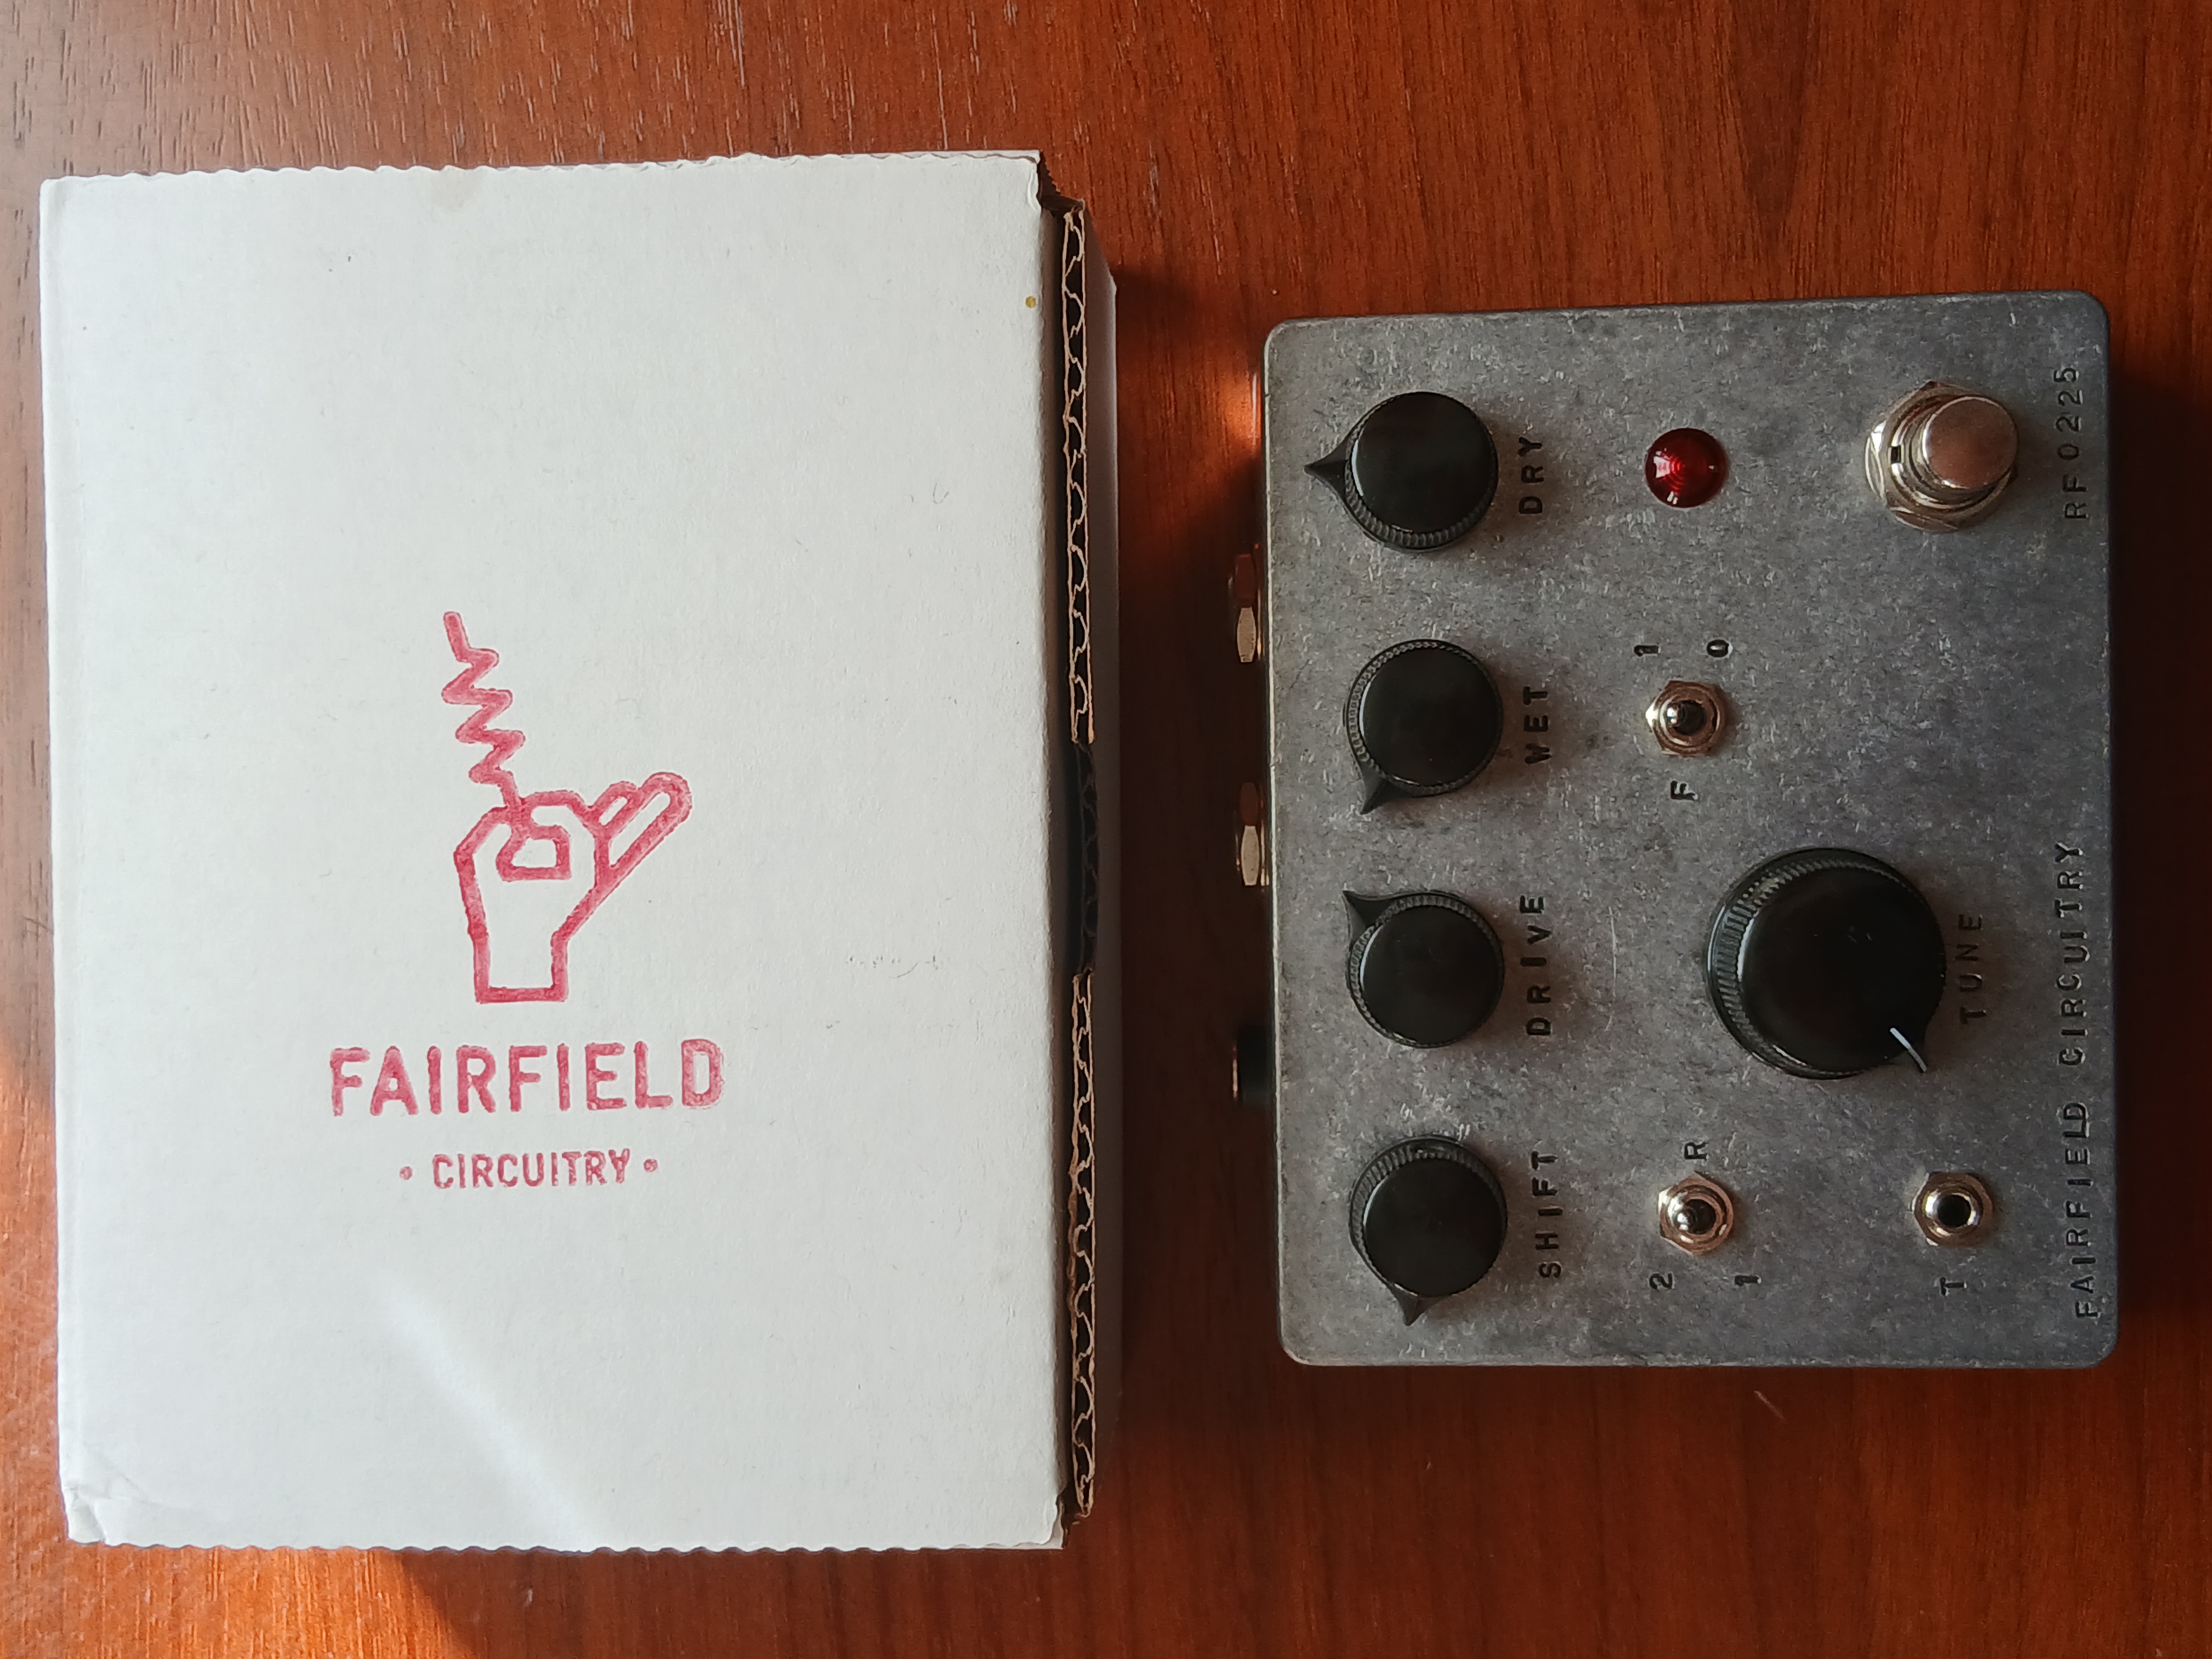 FAIRFIELD
• CIRCUITRY •
SHIFT
DRIVE
WET
DRY
2
R
1
F
1
0
TUNE
T
FAIRFIELD CIRCUITRY
RF0225